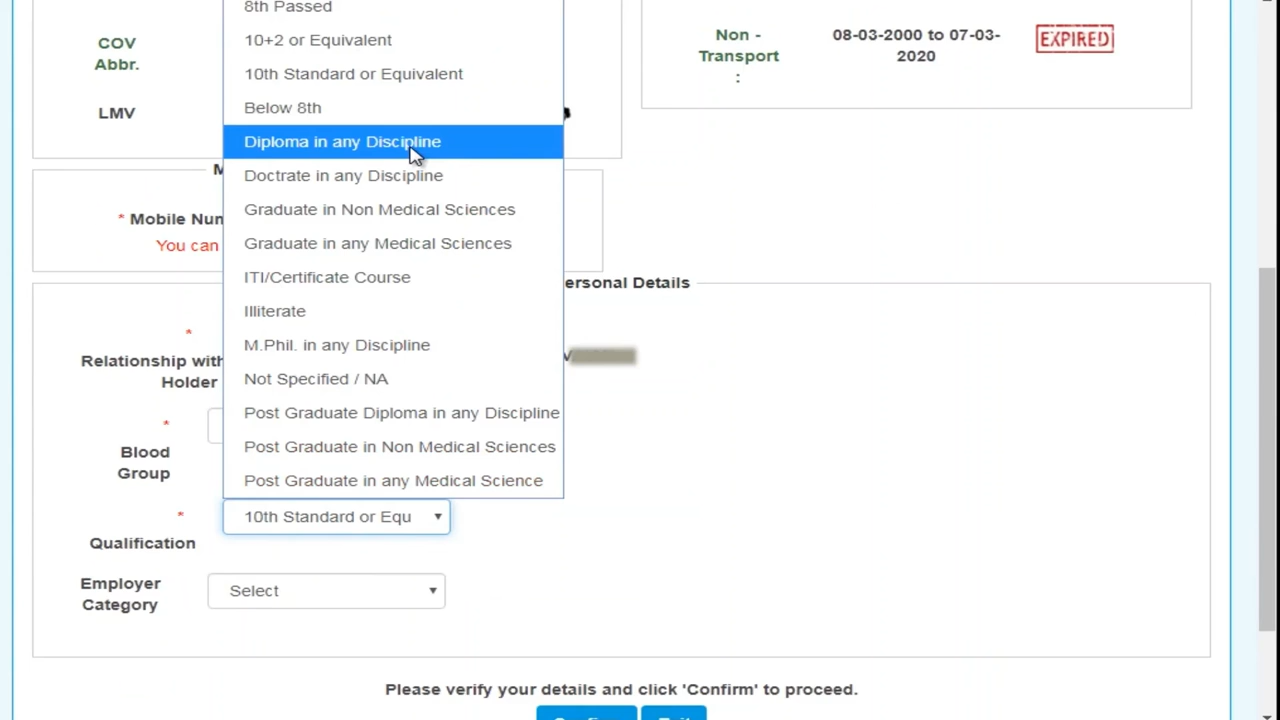 8th Passed
10+2 or Equivalent
10th Standard or Equivalent
Below 8th
Diploma in any Discipline
Doctrate in any Discipline
Graduate in Non Medical Sciences
Graduate in any Medical Sciences
ITI/Certificate Course
Illiterate
M.Phil. in any Discipline
Not Specified / NA
Post Graduate Diploma in any Discipline
Post Graduate in Non Medical Sciences
Post Graduate in any Medical Science
COV
Abbr.
LMV
Non -
Transport
:
08-03-2000 to 07-03-
2020
EXPIRED
* Mobile
You can
ersonal Details
*
Relationship with
Holder
*
Blood
Group
*
Qualification
10th Standard or Equ
Employer
Category
Select
Please verify your details and click 'Confirm' to proceed.